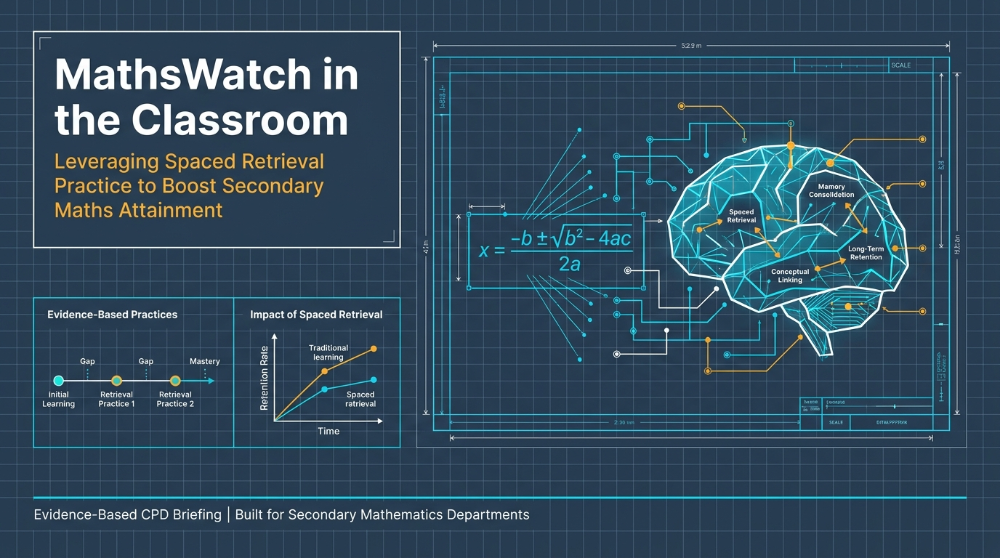 MathsWatch in
the Classroom
Leveraging Spaced Retrieval
Practice to Boost Secondary
Maths Attainment
Evidence-Based Practices
Gap
Gap
Mastery
Initial
Learning
Retrieval
Practice 1
Retrieval
Practice 2
Impact of Spaced Retrieval
Retention Rate
Traditional
learning
Spaced
retrieval
Time
SCALE
x = –b ± √b² – 4ac
2a
Spaced
Retrieval
Mamory
Consolldetion
Long-Term
Retention
Conceptual
Linking
SCALE
Evidence-Based CPD Briefing | Built for Secondary Mathematics Departments